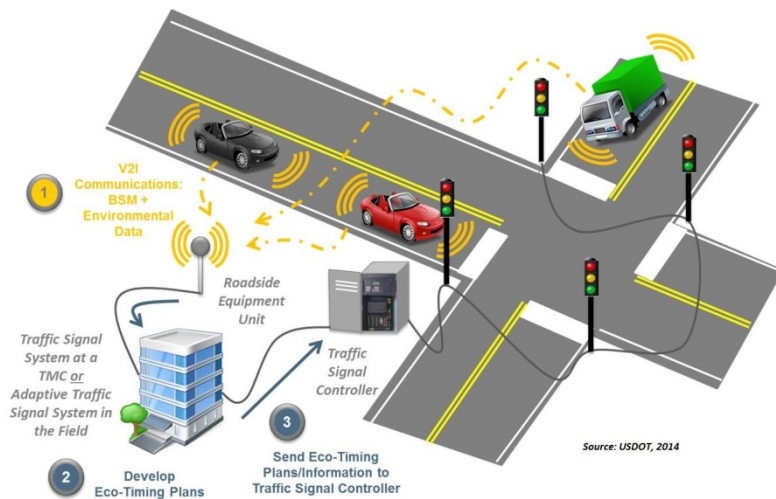 1
V2I
Communications:
BSM +
Environmental
Data
Roadside
Equipment
Unit
Traffic Signal
System at a
TMC or
Adaptive Traffic
Signal System in
the Field
Traffic
Signal
Controller
2
Develop
Eco-Timing Plans
3
Send Eco-Timing
Plans/Information to
Traffic Signal Controller
Source: USDOT, 2014